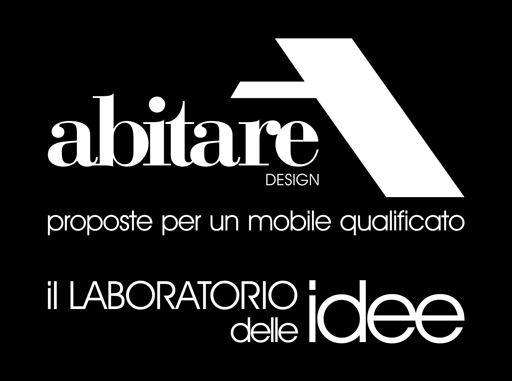 abitare
DESIGN
proposte per un mobile qualificato
il LABORATORIO
delle idee